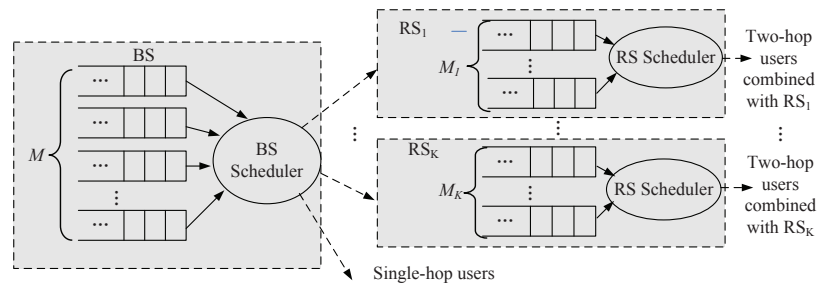 BS
...
...
M
...
...
...
BS
Scheduler
RS1
...
M1
...
...
RS Scheduler
Two-hop
users
combined
with RS1
...
...
...
RSK
...
MK
...
...
RS Scheduler
Two-hop
users
combined
with RSK
Single-hop users